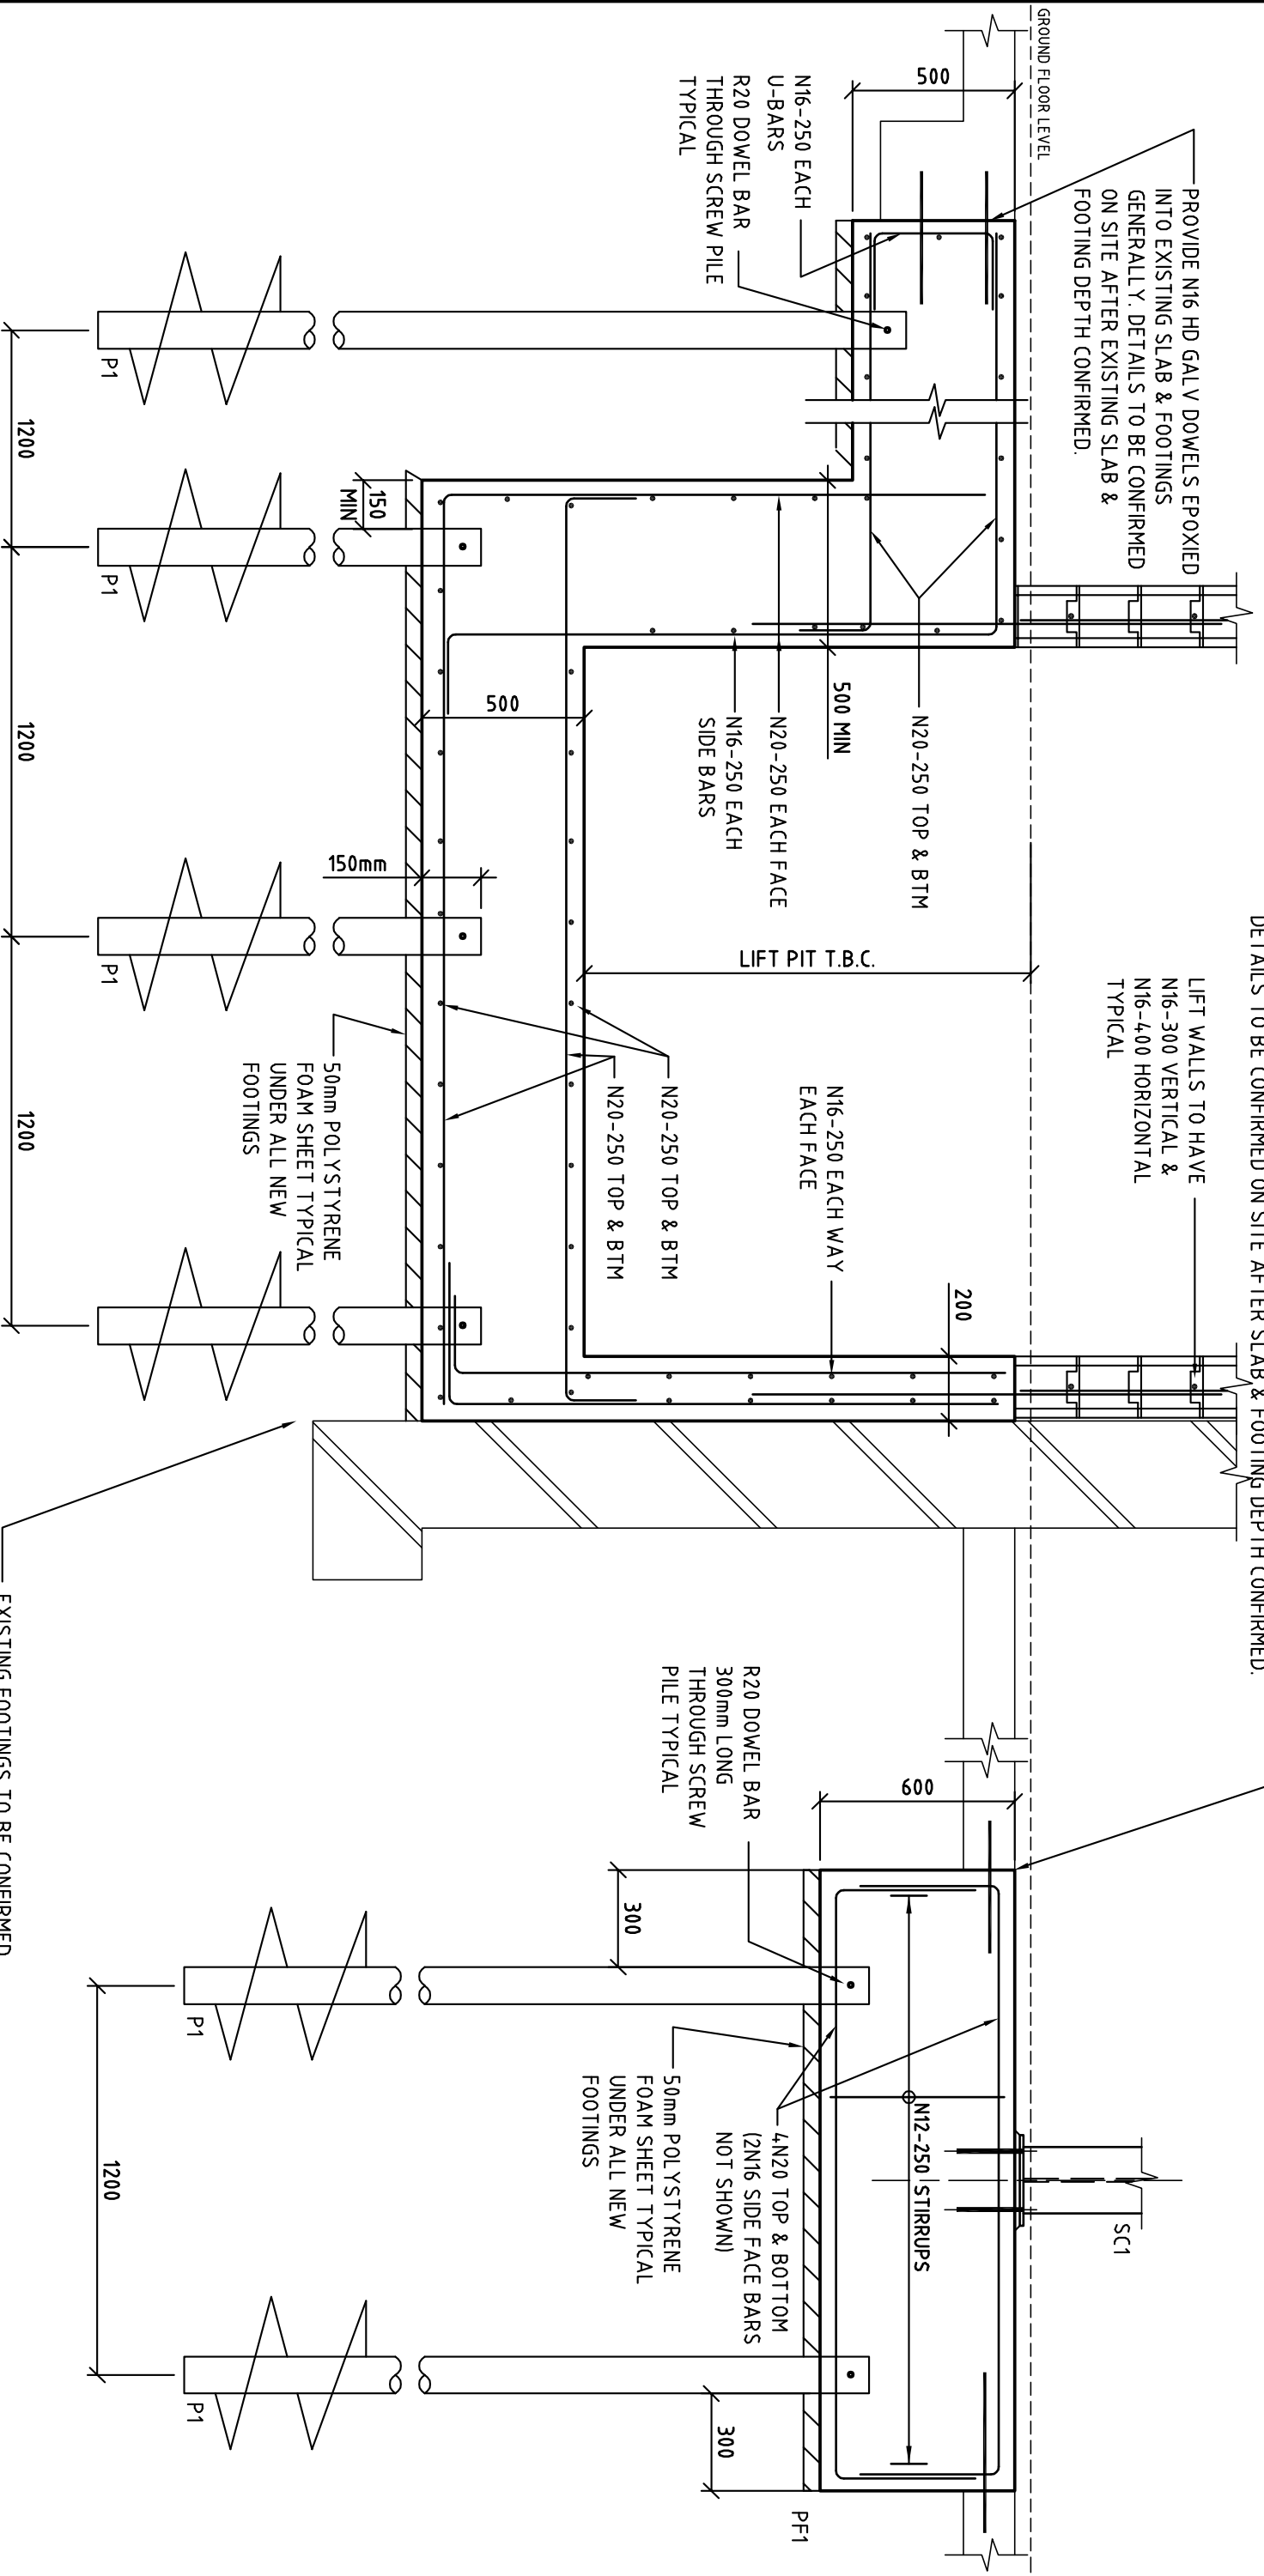 GROUND FLOOR LEVEL
500
PROVIDE N16 HD GALV DOWELS EPOXIED
INTO EXISTING SLAB & FOOTINGS
GENERALLY. DETAILS TO BE CONFIRMED
ON SITE AFTER EXISTING SLAB &
FOOTING DEPTH CONFIRMED.
N16-250 EACH
U-BARS
R20 DOWEL BAR
THROUGH SCREW PILE
TYPICAL
P1
1200
150
MIN
P1
1200
500
500 MIN
N20-250 TOP & BTM
N20-250 EACH FACE
N16-250 EACH
SIDE BARS
150mm
LIFT PIT T.B.C.
P1
1200
DETAILS TO BE CONFIRMED ON SITE AFTER SLAB & FOOTING DEPTH CONFIRMED.
LIFT WALLS TO HAVE
N16-300 VERTICAL &
N16-400 HORIZONTAL
TYPICAL
N16-250 EACH WAY
EACH FACE
N20-250 TOP & BTM
N20-250 TOP & BTM
50mm POLYSTYRENE
FOAM SHEET TYPICAL
UNDER ALL NEW
FOOTINGS
200
EXISTING FOOTINGS TO BE CONFIRMED
R20 DOWEL BAR
300mm LONG
THROUGH SCREW
PILE TYPICAL
600
300
P1
50mm POLYSTYRENE
FOAM SHEET TYPICAL
UNDER ALL NEW
FOOTINGS
4N20 TOP & BOTTOM
(2N16 SIDE FACE BARS
NOT SHOWN)
N12-250 STIRRUPS
SC1
1200
P1
300
PF1